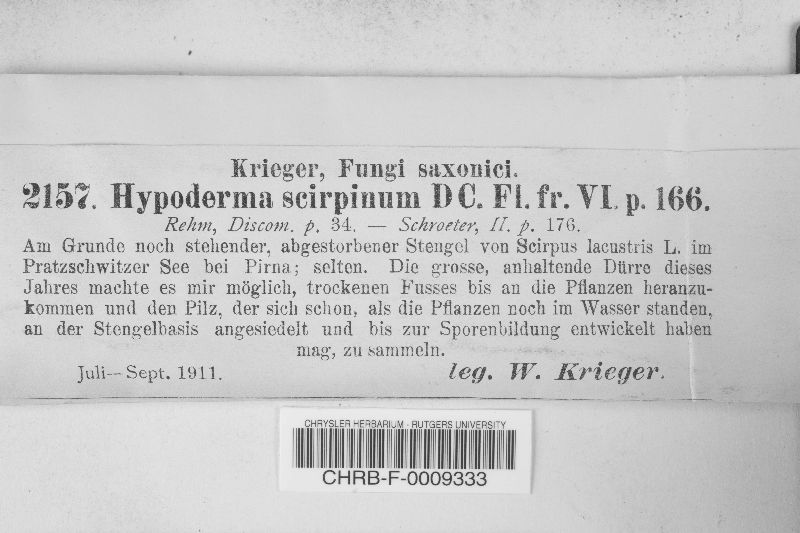 Krieger, Fungi saxonici.
2157. Hypoderma scirpinum DC. Fl. fr. VI. p. 166.
Rehm, Discom. p. 34. — Schroeter, II. p. 176.
Am Grunde noch stehender, abgestorbener Stengel von Scirpus lacustris L. im
Pratzschwitzer See bei Pirna; selten. Die grosse, anhaltende Dürre dieses
Jahres machte es mir möglich, trockenen Fusses bis an die Pflanzen heranzu-
kommen und den Pilz, der sich schon, als die Pflanzen noch im Wasser standen,
an der Stengelbasis angesiedelt und bis zur Sporenbildung entwickelt haben
mag, zu sammeln.
Juli—Sept. 1911. leg. W. Krieger.
CHRYSLER HERBARIUM - RUTGERS UNIVERSITY
CHRB-F-0009333